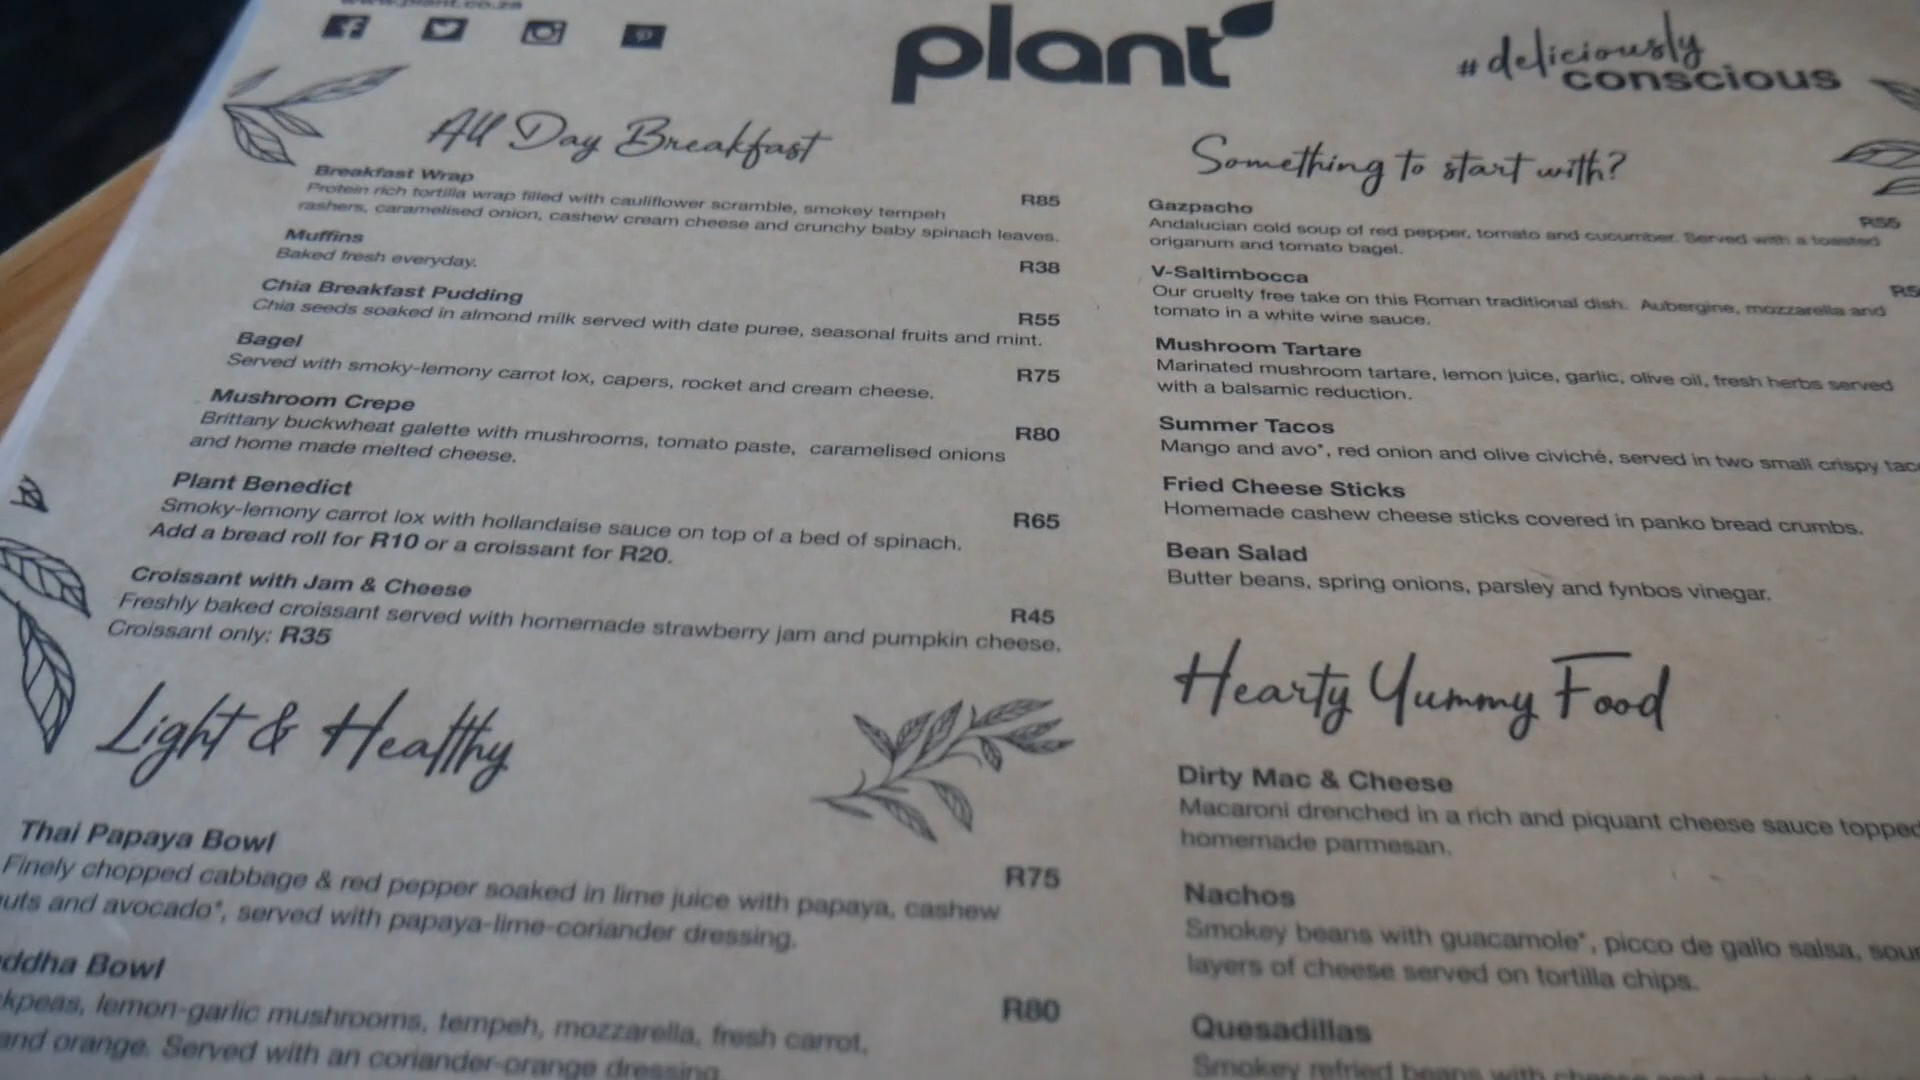 www.plant.co.za
plant
#deliciously
conscious
All Day Breakfast
Breakfast Wrap
R85
Protein rich tortilla wrap filled with cauliflower scramble, smokey tempeh
rashers, caramelised onion, cashew cream cheese and crunchy baby spinach leaves.
Muffins
R38
Baked fresh everyday.
Chia Breakfast Pudding
R55
Chia seeds soaked in almond milk served with date puree, seasonal fruits and mint.
Bagel
R75
Served with smoky-lemony carrot lox, capers, rocket and cream cheese.
Mushroom Crepe
R80
Brittany buckwheat galette with mushrooms, tomato paste, caramelised onions
and home made melted cheese.
Plant Benedict
R65
Smoky-lemony carrot lox with hollandaise sauce on top of a bed of spinach.
Add a bread roll for R10 or a croissant for R20.
Croissant with Jam & Cheese
R45
Freshly baked croissant served with homemade strawberry jam and pumpkin cheese.
Croissant only: R35
Light & Healthy
Thai Papaya Bowl
R75
Finely chopped cabbage & red pepper soaked in lime juice with papaya, cashew
uts and avocado*, served with papaya-lime-coriander dressing.
ddha Bowl
R80
kpeas, lemon-garlic mushrooms, tempeh, mozzarella, fresh carrot,
and orange. Served with an coriander-orange dressing
Something to start with?
Gazpacho
R55
Andalucian cold soup of red pepper, tomato and cucumber. Served with a toasted
origanum and tomato bagel.
V-Saltimbocca
R5
Our cruelty free take on this Roman traditional dish. Aubergine, mozzarella and
tomato in a white wine sauce.
Mushroom Tartare
Marinated mushroom tartare, lemon juice, garlic, olive oil, fresh herbs served
with a balsamic reduction.
Summer Tacos
Mango and avo*, red onion and olive civiché, served in two small crispy tac
Fried Cheese Sticks
Homemade cashew cheese sticks covered in panko bread crumbs.
Bean Salad
Butter beans, spring onions, parsley and fynbos vinegar.
Hearty Yummy Food
Dirty Mac & Cheese
Macaroni drenched in a rich and piquant cheese sauce topped
homemade parmesan.
Nachos
Smokey beans with guacamole*, picco de gallo salsa, sour
layers of cheese served on tortilla chips.
Quesadillas
Smokey refried beans with cheese and